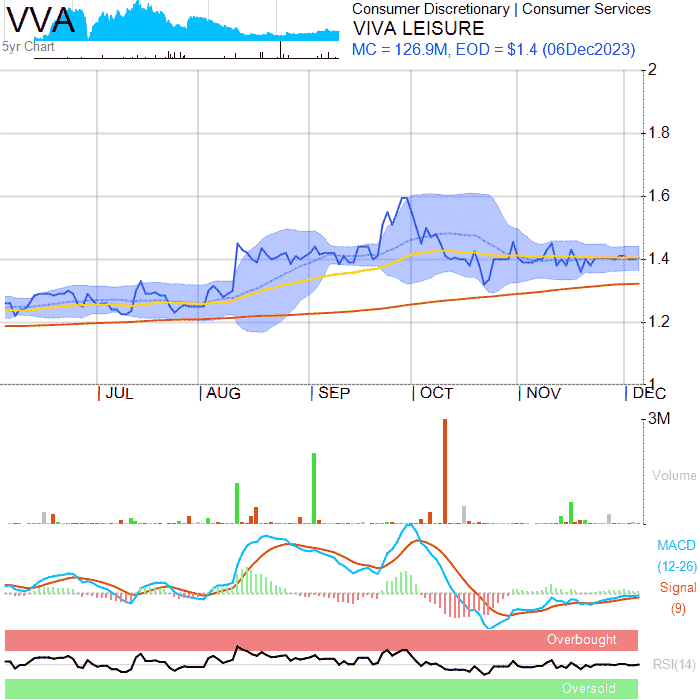 VVA
5yr Chart
Consumer Discretionary | Consumer Services
VIVA LEISURE
MC = 126.9M, EOD = $1.4 (06Dec2023)
2
1.8
1.6
1.4
1.2
1
JUL
AUG
SEP
OCT
NOV
DEC
3M
Volume
MACD
(12-26)
Signal
(9)
Overbought
RSI(14)
Oversold